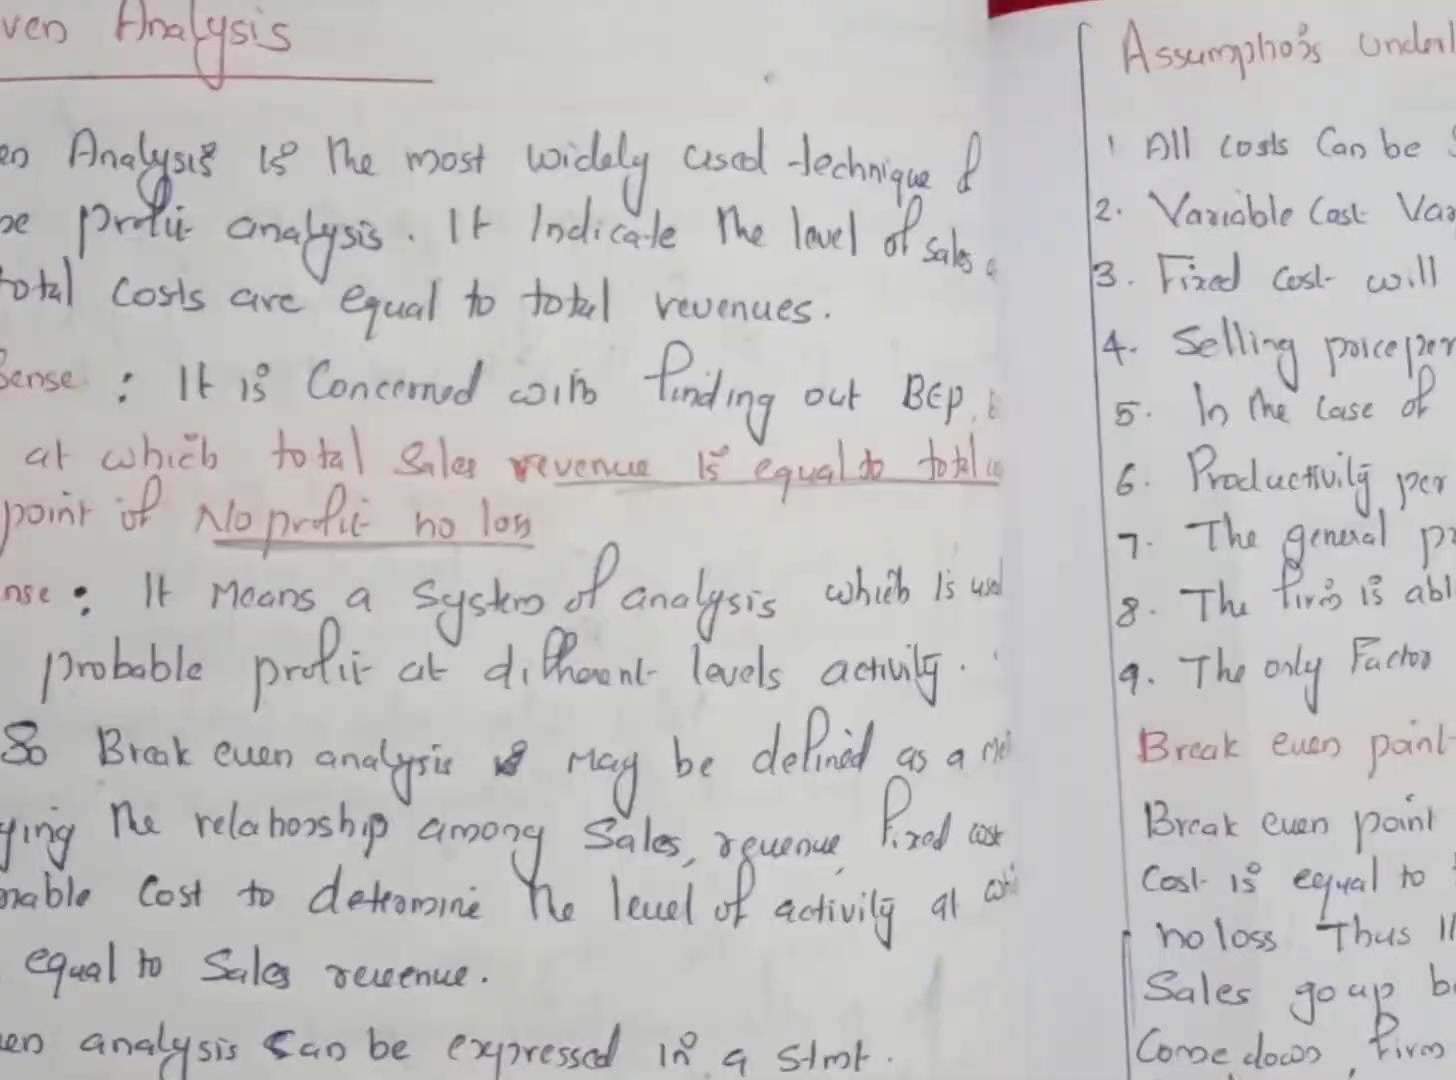 ven Analysis
en Analysis is the most widely used technique of
pe profit analysis. It Indicate the level of sales a
total costs are equal to total revenues.
Sense : It is Concerned with finding out BEP.
at which total Sales revenue is equal to total
point of No profit no loss
nse : It Means a System of analysis which is used
probable profit at different levels activity.
So Break even analysis may be defined as a
ying the relationship among Sales, revenue, Fixed cost
riable Cost to determine the level of activity at
equal to Sales revenue.
en analysis Can be expressed in a stmt.
Assumptions Underl
1 All costs Can be
2. Variable Cost Var
3. Fixed Cost will
4. Selling price per
5. In the Case of
6. Productivity per
7. The general pr
8. The firm is abl
9. The only Factor
Break even point
Break even point
Cost is equal to
no loss Thus
Sales go up b
Come down, firm